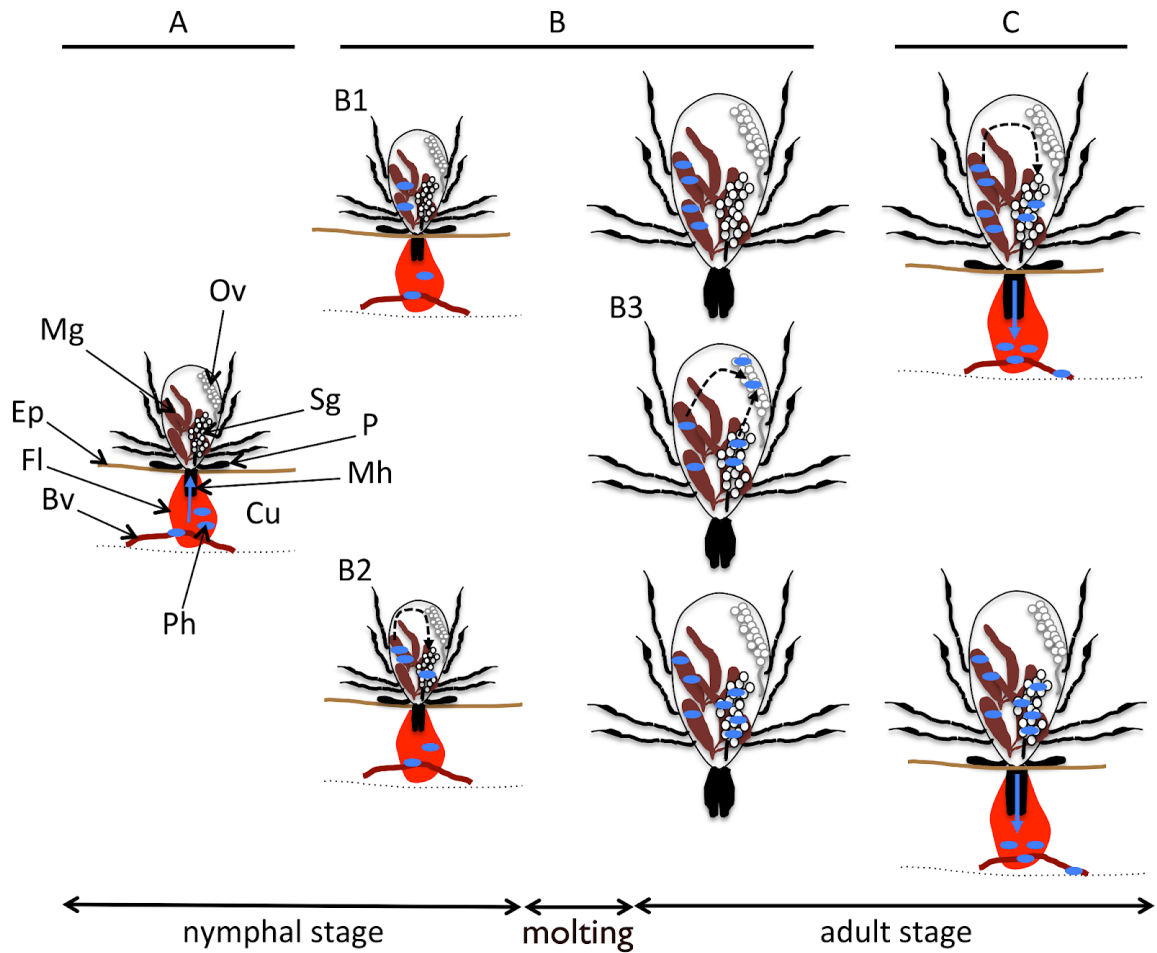 A
B
C
B1
Ov
B3
Mg
Sg
Ep
P
Fl
Mh
Bv
Cu
B2
Ph
nymphal stage
molting
adult stage